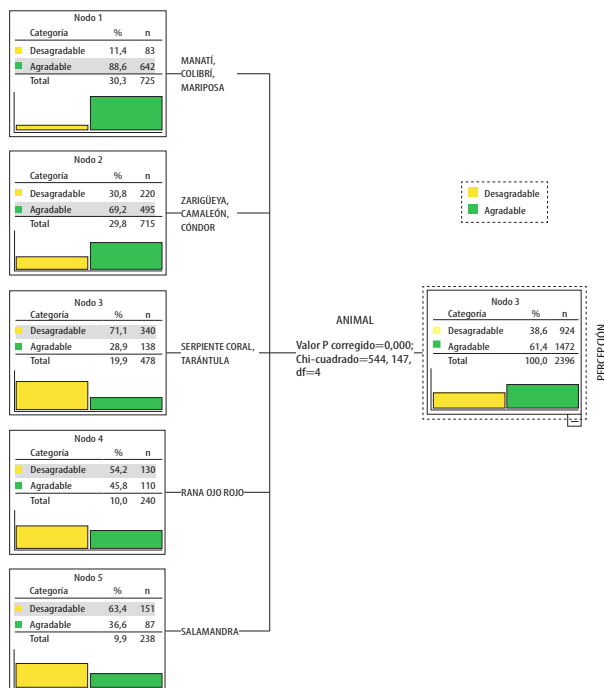 Nodo 1
Categoría % n
Desagradable 11,4 83
Agradable 88,6 642
Total 30,3 725
MANATÍ,
COLIBRÍ,
MARIPOSA
Nodo 2
Categoría % n
Desagradable 30,8 220
Agradable 69,2 495
Total 29,8 715
ZARIGÜEYA,
CAMALEÓN,
CÓNDOR
Nodo 3
Categoría % n
Desagradable 71,1 340
Agradable 28,9 138
Total 19,9 478
SERPIENTE CORAL,
TARÁNTULA
Nodo 4
Categoría % n
Desagradable 54,2 130
Agradable 45,8 110
Total 10,0 240
RANA OJO ROJO
Nodo 5
Categoría % n
Desagradable 63,4 151
Agradable 36,6 87
Total 9,9 238
SALAMANDRA
ANIMAL
Valor P corregido=0,000;
Chi-cuadrado=544, 147,
df=4
Desagradable
Agradable
Nodo 3
Categoría % n
Desagradable 38,6 924
Agradable 61,4 1472
Total 100,0 2396
PERCEPCIÓN